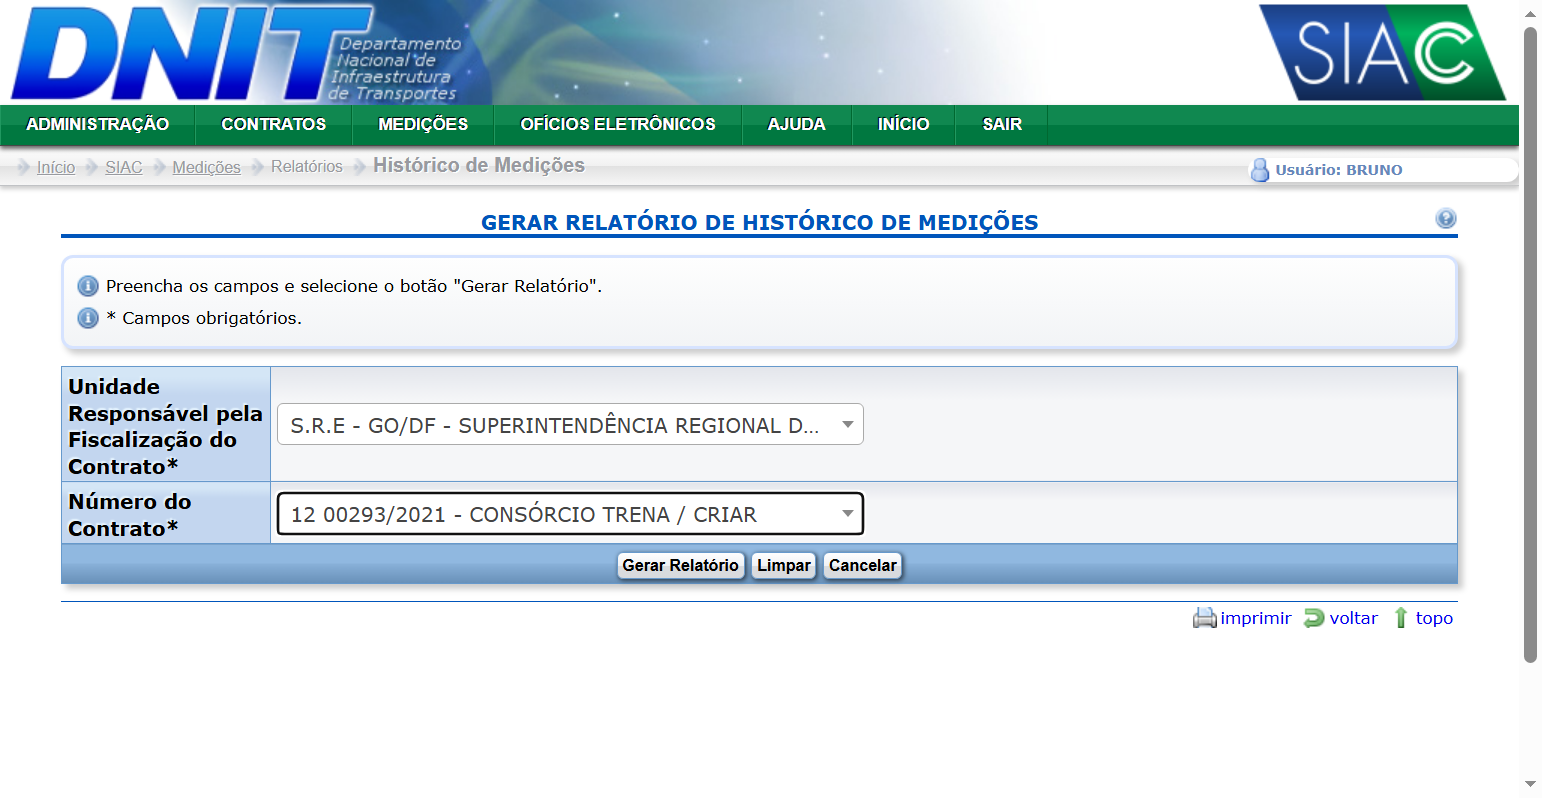 DNIT
Departamento
Nacional de
Infraestrutura
de Transportes
SIAC
ADMINISTRAÇÃO CONTRATOS MEDIÇÕES OFÍCIOS ELETRÔNICOS AJUDA INÍCIO SAIR
Início SIAC Medições Relatórios Histórico de Medições
Usuário: BRUNO
GERAR RELATÓRIO DE HISTÓRICO DE MEDIÇÕES
Preencha os campos e selecione o botão "Gerar Relatório".
* Campos obrigatórios.
Unidade
Responsável pela
Fiscalização do
Contrato*
S.R.E - GO/DF - SUPERINTENDÊNCIA REGIONAL D...
Número do
Contrato*
12 00293/2021 - CONSÓRCIO TRENA / CRIAR
Gerar Relatório Limpar Cancelar
imprimir voltar topo